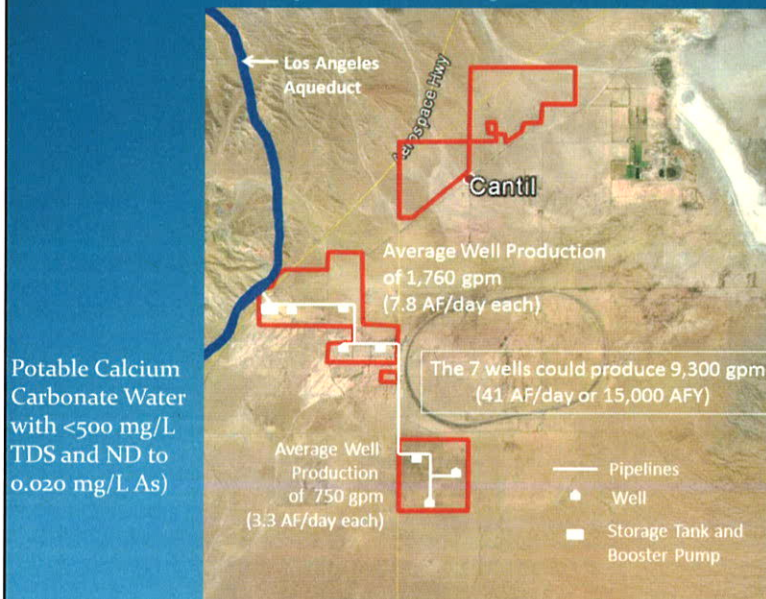 Los Angeles
Aqueduct
Aerospace Hwy
Cantil
Average Well Production
of 1,760 gpm
(7.8 AF/day each)
Potable Calcium
Carbonate Water
with <500 mg/L
TDS and ND to
0.020 mg/L As)
The 7 wells could produce 9,300 gpm
(41 AF/day or 15,000 AFY)
Average Well
Production
of 750 gpm
(3.3 AF/day each)
Pipelines
Well
Storage Tank and
Booster Pump